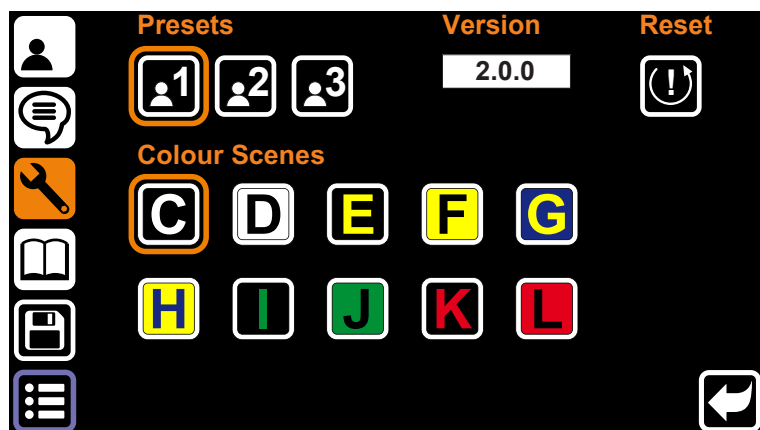 Presets Version Reset
1 2 3 2.0.0 !
Colour Scenes
C D E F G
H I J K L